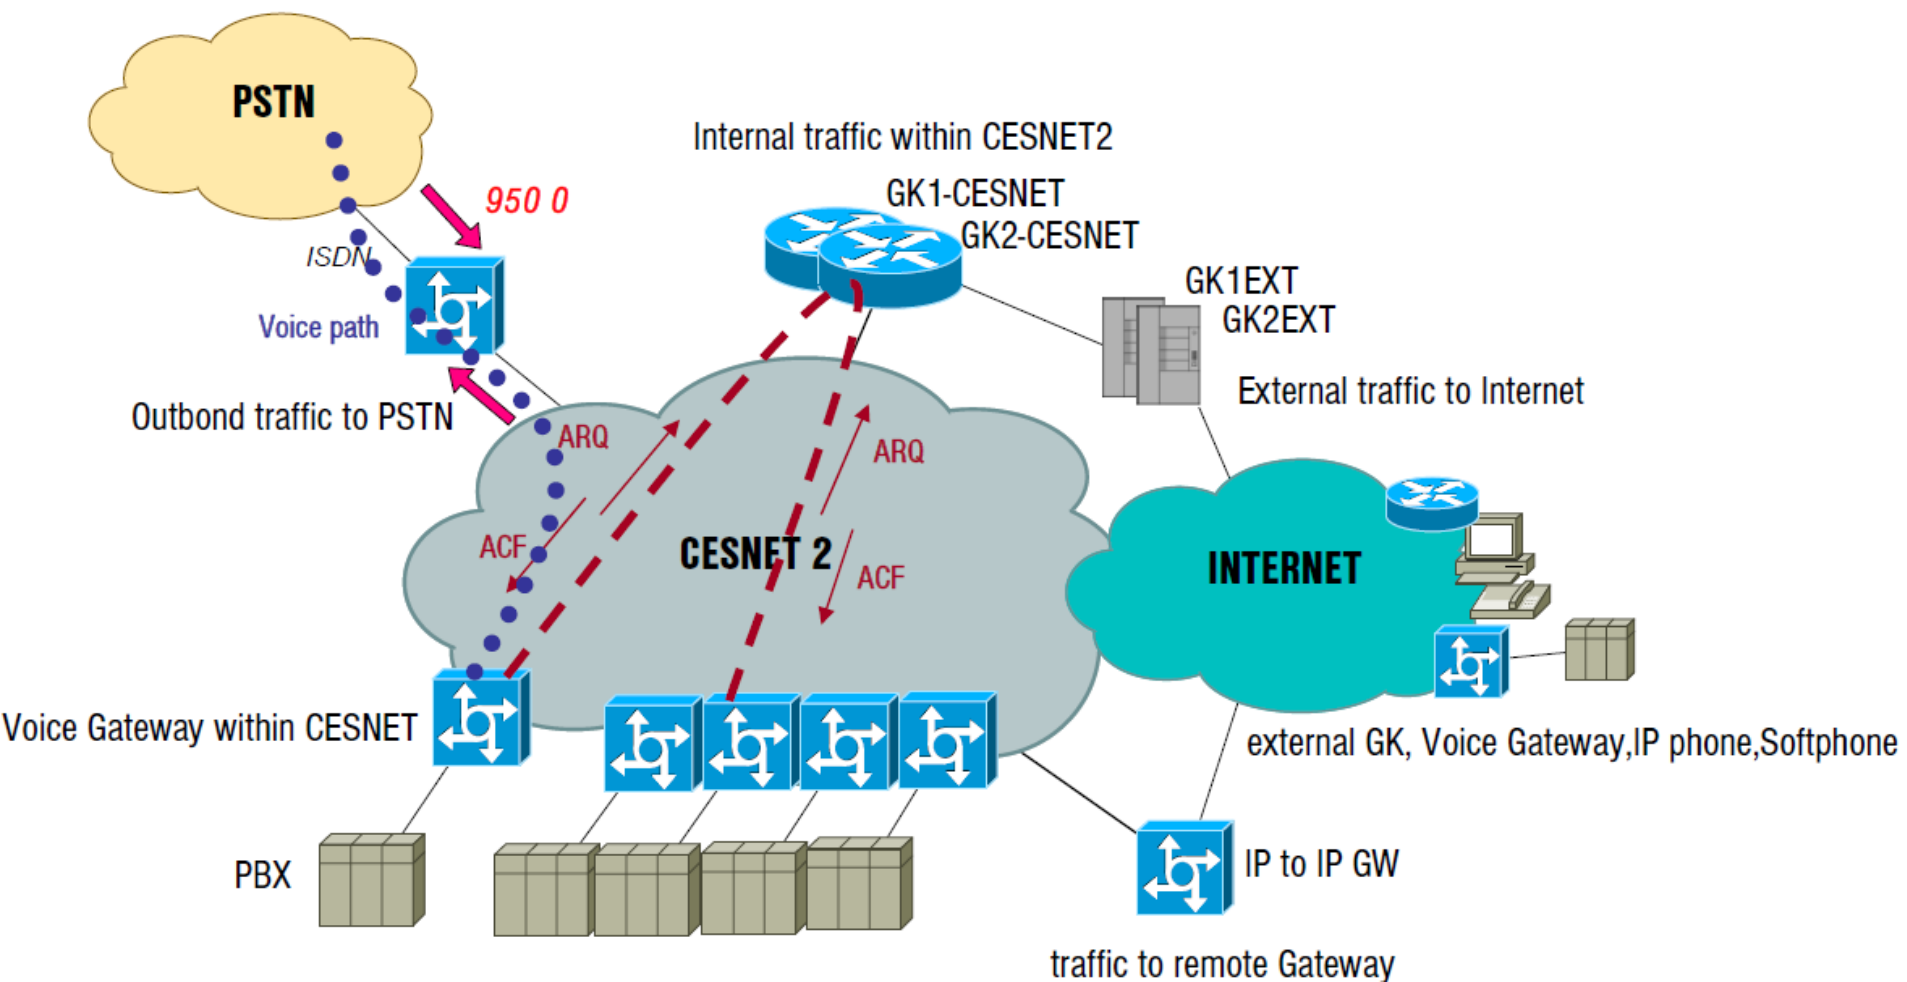 PSTN
Internal traffic within CESNET2
GK1-CESNET
950 0
GK2-CESNET
ISDN
GK1EXT
GK2EXT
Voice path
External traffic to Internet
Outbond traffic to PSTN
ARQ
ARQ
ACF
CESNET 2
ACF
INTERNET
Voice Gateway within CESNET
external GK, Voice Gateway,IP phone,Softphone
PBX
IP to IP GW
traffic to remote Gateway